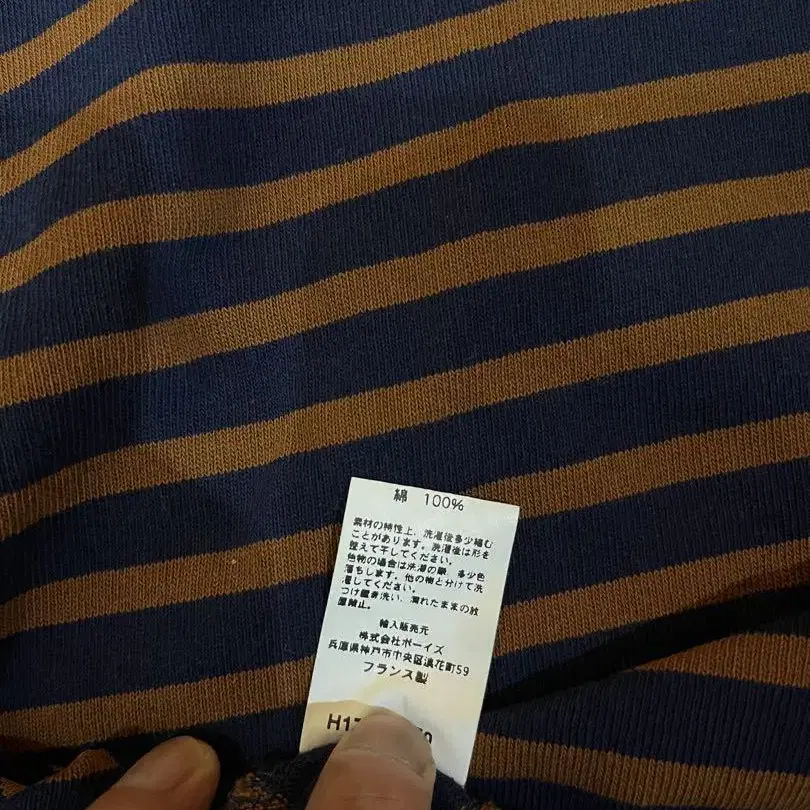 綿 100%
素材の特性上、洗濯後多少縮む
ことがあります。洗濯後は形を
整えて干してください。
色物の場合は洗濯の際、多少色
落ちします。他の物と分けて洗
濯してください。
つけ置き洗い、濡れたままの放
置禁止。
輸入販売元
株式会社ボーイズ
兵庫県神戸市中央区浪花町59
フランス製